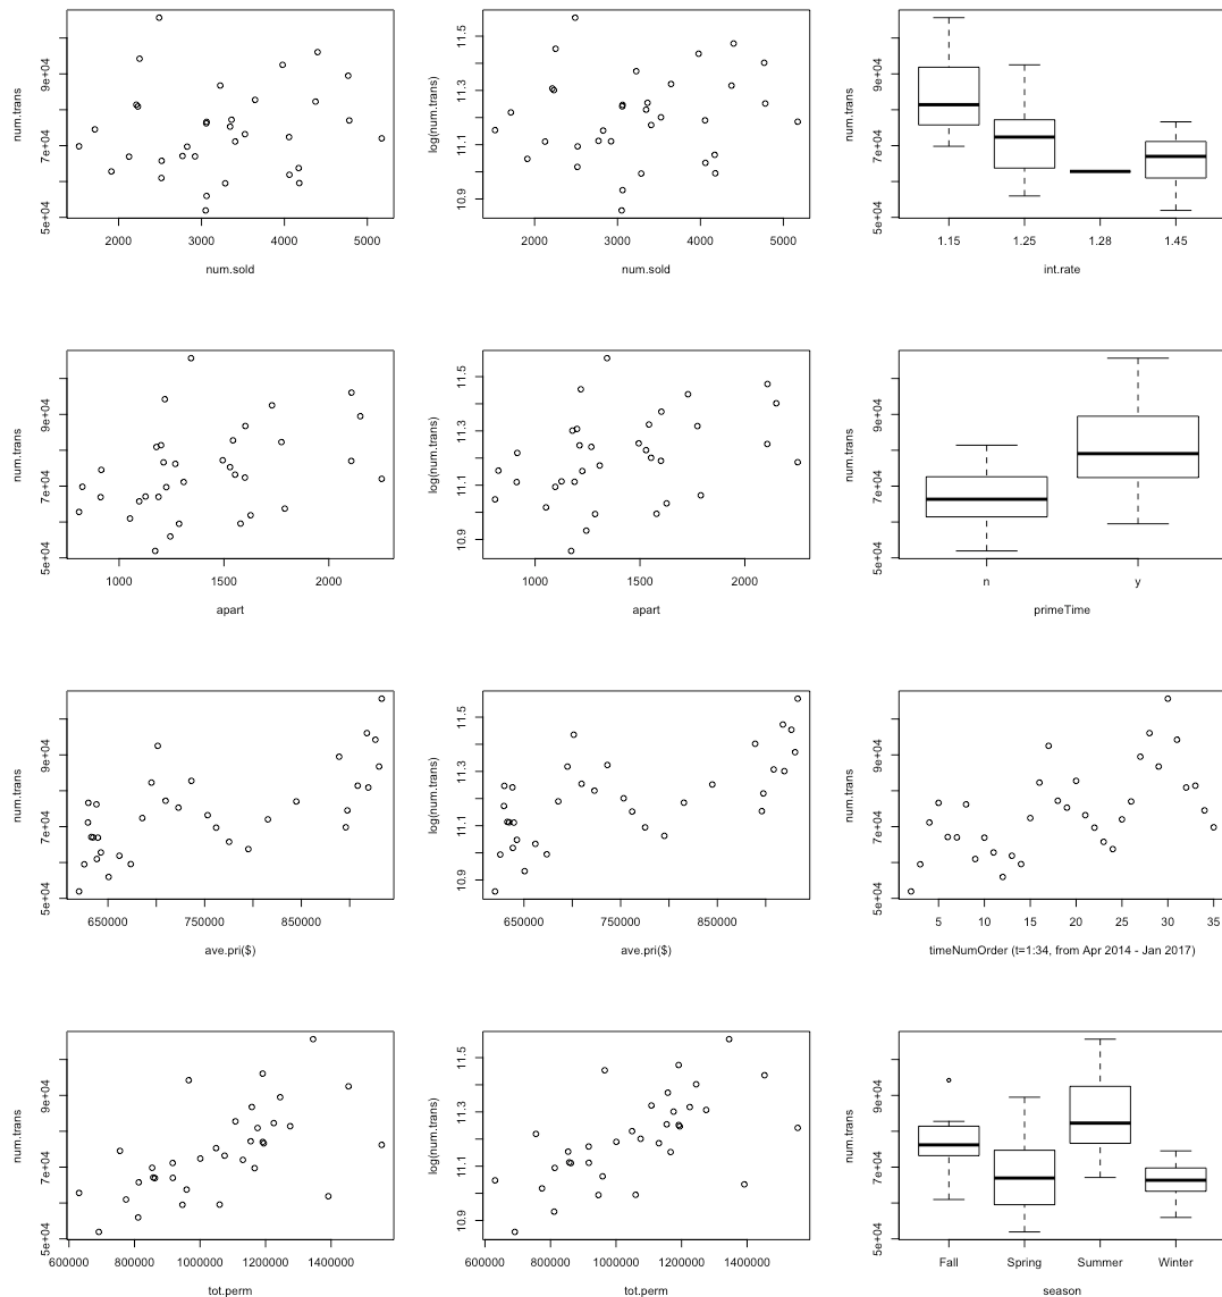 num.trans
5e+04 7e+04 9e+04
2000 3000 4000 5000
num.sold
log(num.trans)
10.9 11.1 11.3 11.5
2000 3000 4000 5000
num.sold
num.trans
5e+04 7e+04 9e+04
1.15 1.25 1.28 1.45
int.rate
num.trans
5e+04 7e+04 9e+04
1000 1500 2000
apart
log(num.trans)
10.9 11.1 11.3 11.5
1000 1500 2000
apart
num.trans
5e+04 7e+04 9e+04
n y
primeTime
num.trans
5e+04 7e+04 9e+04
650000 750000 850000
ave.pri($)
log(num.trans)
10.9 11.1 11.3 11.5
650000 750000 850000
ave.pri($)
num.trans
5e+04 7e+04 9e+04
5 10 15 20 25 30 35
timeNumOrder (t=1:34, from Apr 2014 - Jan 2017)
num.trans
5e+04 7e+04 9e+04
600000 800000 1000000 1200000 1400000
tot.perm
log(num.trans)
10.9 11.1 11.3 11.5
600000 800000 1000000 1200000 1400000
tot.perm
num.trans
5e+04 7e+04 9e+04
Fall Spring Summer Winter
season